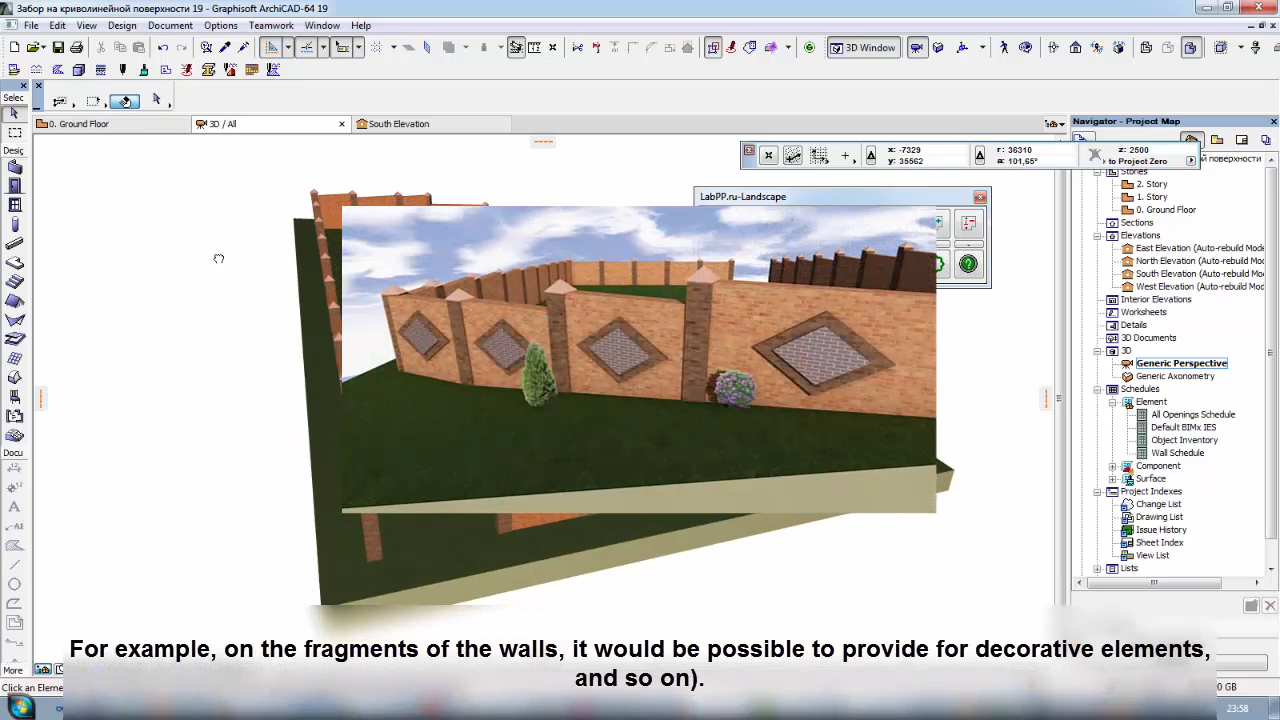 Забор на криволинейной поверхности 19 - Graphisoft ArchiCAD-64 19
File Edit View Design Document Options Teamwork Window Help
3D Window
Selec
0. Ground Floor
3D / All
South Elevation
Navigator - Project Map
x: -7329
y: 35562
r: 36310
a: 101,65°
z: 2500
to Project Zero
поверхности 19
LabPP.ru-Landscape
Desig
Stories
2. Story
1. Story
0. Ground Floor
Sections
Elevations
East Elevation (Auto-rebuild Mode
North Elevation (Auto-rebuild Mod
South Elevation (Auto-rebuild Mod
West Elevation (Auto-rebuild Mode
Interior Elevations
Worksheets
Details
3D Documents
3D
Generic Perspective
Generic Axonometry
Schedules
Element
All Openings Schedule
Default BIMx IES
Object Inventory
Wall Schedule
Docu
Component
Surface
Project Indexes
Change List
Drawing List
Issue History
Sheet Index
View List
Lists
More
Click an Eleme
0 GB
For example, on the fragments of the walls, it would be possible to provide for decorative elements,
and so on).
23:58